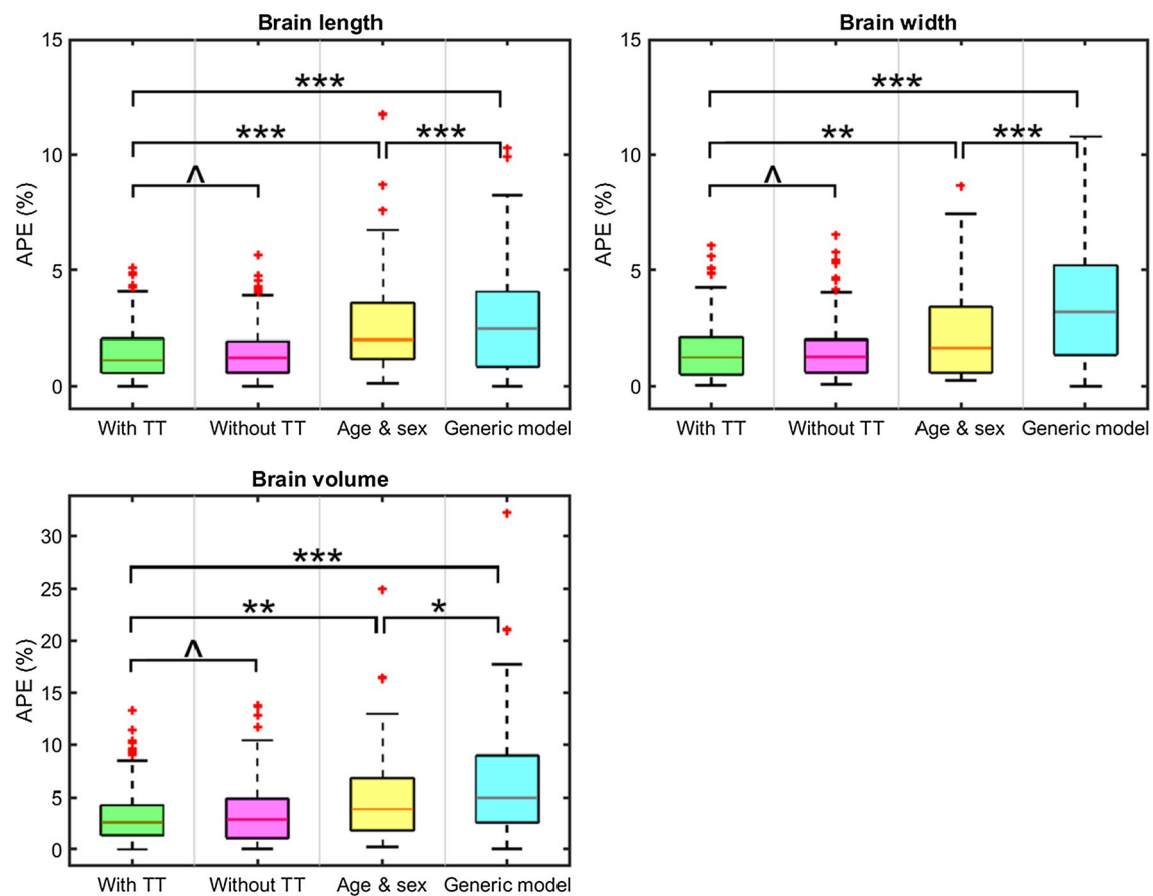 Brain length
15
10
5
0
APE (%)
***
***
***
^
With TT
Without TT
Age & sex
Generic model
Brain width
15
10
5
0
APE (%)
***
**
***
^
With TT
Without TT
Age & sex
Generic model
Brain volume
30
25
20
15
10
5
0
APE (%)
***
**
*
^
With TT
Without TT
Age & sex
Generic model